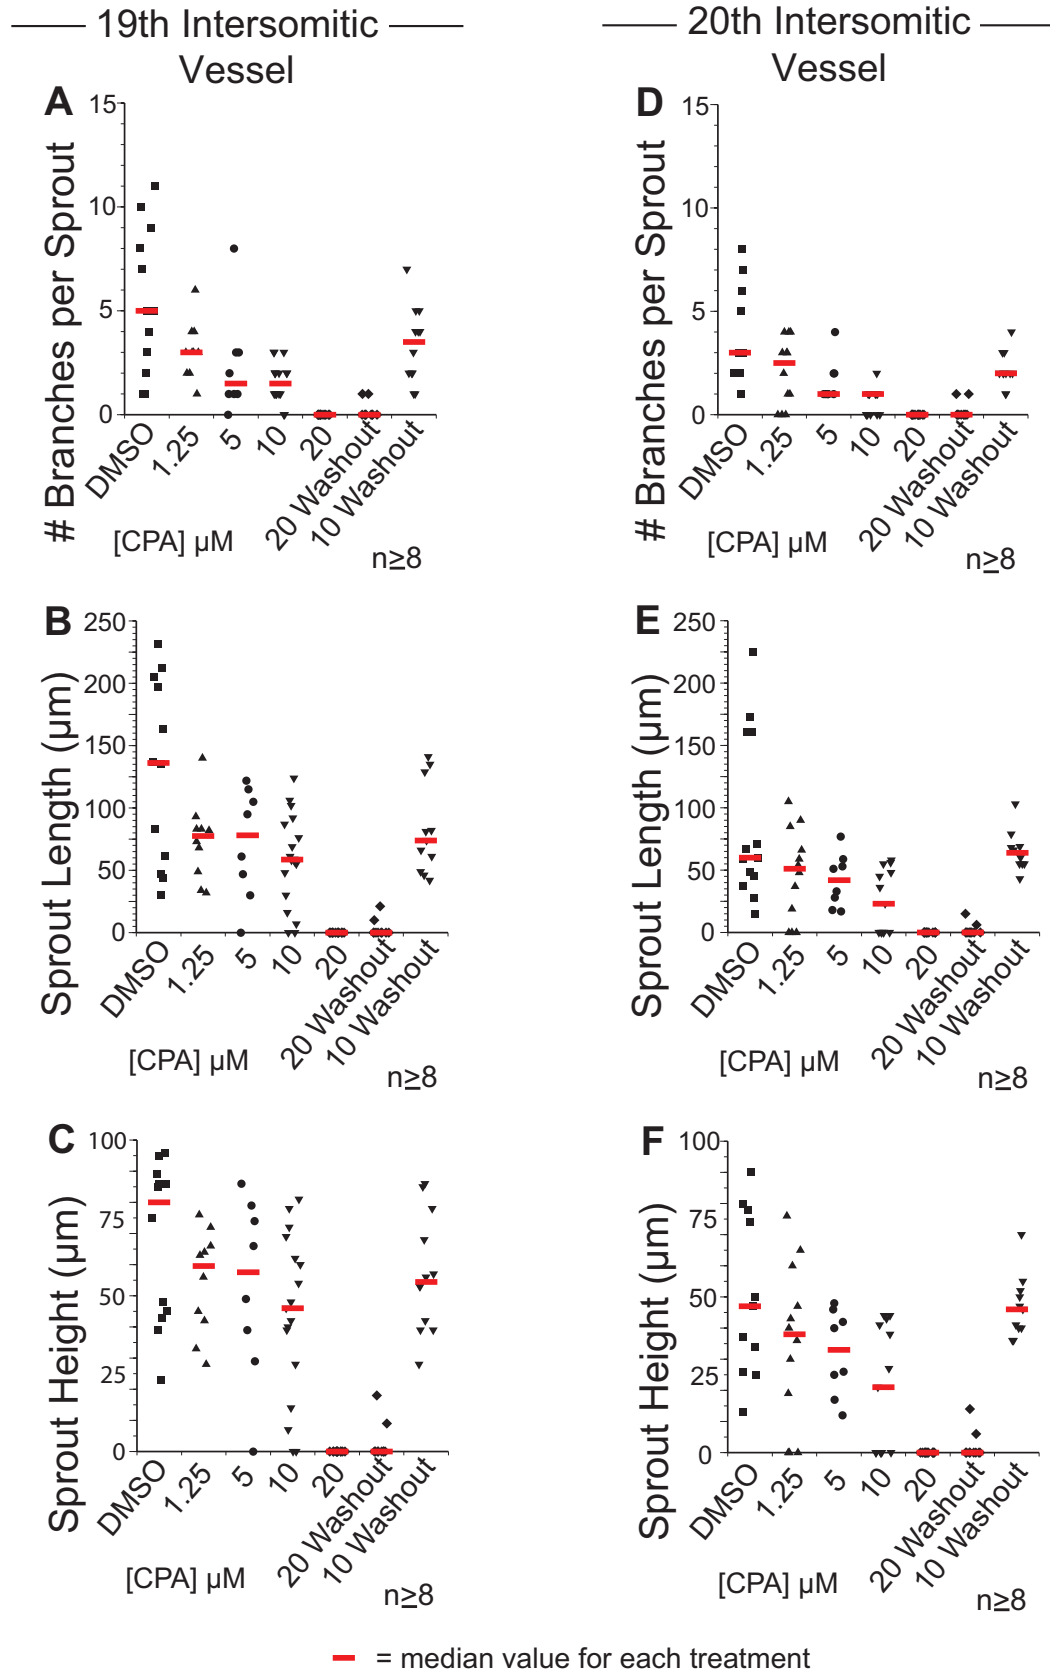 19th Intersomitic
Vessel
20th Intersomitic
Vessel
A
# Branches per Sprout
15
10
5
0
DMSO
1.25
5
10
20
20 Washout
10 Washout
[CPA] µM
n≥8
D
# Branches per Sprout
15
10
5
0
DMSO
1.25
5
10
20
20 Washout
10 Washout
[CPA] µM
n≥8
B
Sprout Length (µm)
250
200
150
100
50
0
DMSO
1.25
5
10
20
20 Washout
10 Washout
[CPA] µM
n≥8
E
Sprout Length (µm)
250
200
150
100
50
0
DMSO
1.25
5
10
20
20 Washout
10 Washout
[CPA] µM
n≥8
C
Sprout Height (µm)
100
75
50
25
0
DMSO
1.25
5
10
20
20 Washout
10 Washout
[CPA] µM
n≥8
F
Sprout Height (µm)
100
75
50
25
0
DMSO
1.25
5
10
20
20 Washout
10 Washout
[CPA] µM
n≥8
= median value for each treatment